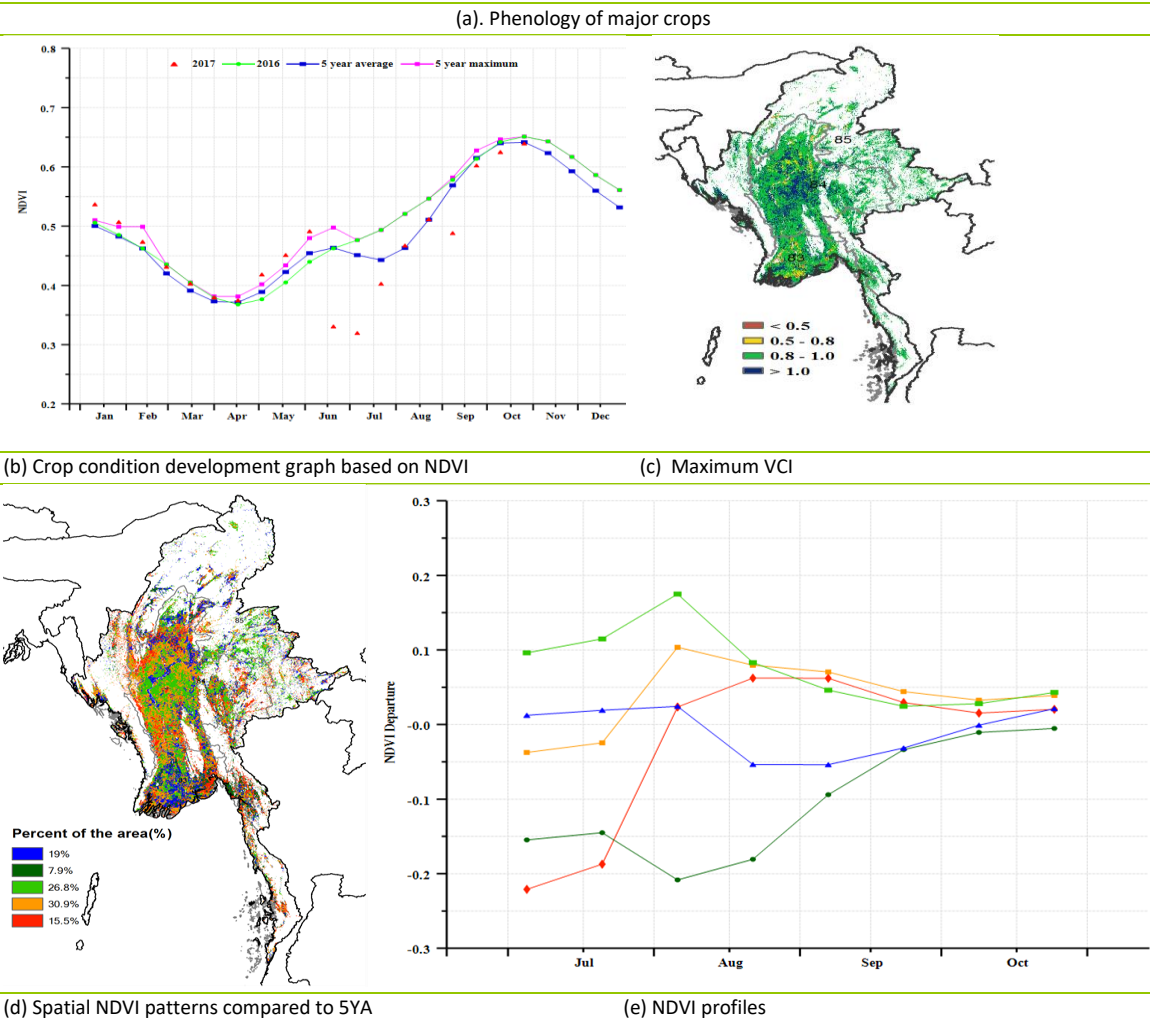 (a). Phenology of major crops
0.8
0.7
0.6
0.5
0.4
0.3
0.2
NDVI
2017 2016 5 year average 5 year maximum
Jan Feb Mar Apr May Jun Jul Aug Sep Oct Nov Dec
85
84
83
< 0.5
0.5 - 0.8
0.8 - 1.0
> 1.0
(b) Crop condition development graph based on NDVI (c) Maximum VCI
85
Percent of the area(%)
19%
7.9%
26.8%
30.9%
15.5%
0.3
0.2
0.1
-0.0
-0.1
-0.2
-0.3
NDVI Departure
Jul Aug Sep Oct
(d) Spatial NDVI patterns compared to 5YA (e) NDVI profiles